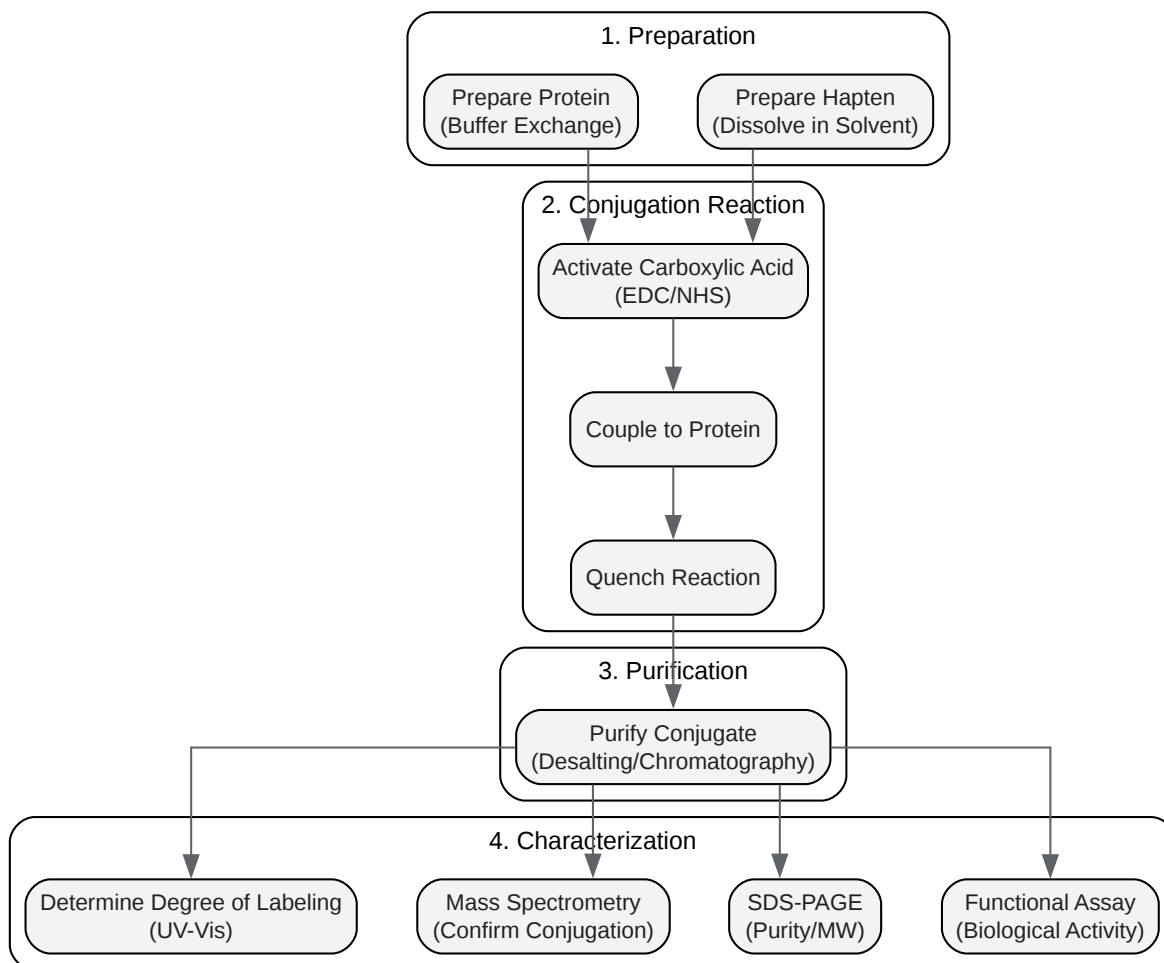 1. Preparation
Prepare Protein
(Buffer Exchange)
Prepare Hapten
(Dissolve in Solvent)
2. Conjugation Reaction
Activate Carboxylic Acid
(EDC/NHS)
Couple to Protein
Quench Reaction
3. Purification
Purify Conjugate
(Desalting/Chromatography)
4. Characterization
Determine Degree of Labeling
(UV-Vis)
Mass Spectrometry
(Confirm Conjugation)
SDS-PAGE
(Purity/MW)
Functional Assay
(Biological Activity)